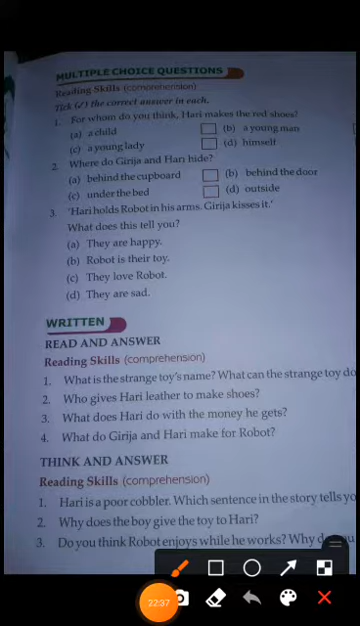 MULTIPLE CHOICE QUESTIONS
Reading Skills (comprehension)
Tick (✓) the correct answer in each.
1. For whom do you think, Hari makes the red shoes?
(a) a child (b) a young man
(c) a young lady (d) himself
2. Where do Girija and Hari hide?
(a) behind the cupboard (b) behind the door
(c) under the bed (d) outside
3. 'Hari holds Robot in his arms. Girija kisses it.'
What does this tell you?
(a) They are happy.
(b) Robot is their toy.
(c) They love Robot.
(d) They are sad.
WRITTEN
READ AND ANSWER
Reading Skills (comprehension)
1. What is the strange toy's name? What can the strange toy do
2. Who gives Hari leather to make shoes?
3. What does Hari do with the money he gets?
4. What do Girija and Hari make for Robot?
THINK AND ANSWER
Reading Skills (comprehension)
1. Hari is a poor cobbler. Which sentence in the story tells yo
2. Why does the boy give the toy to Hari?
3. Do you think Robot enjoys while he works? Why
22:37